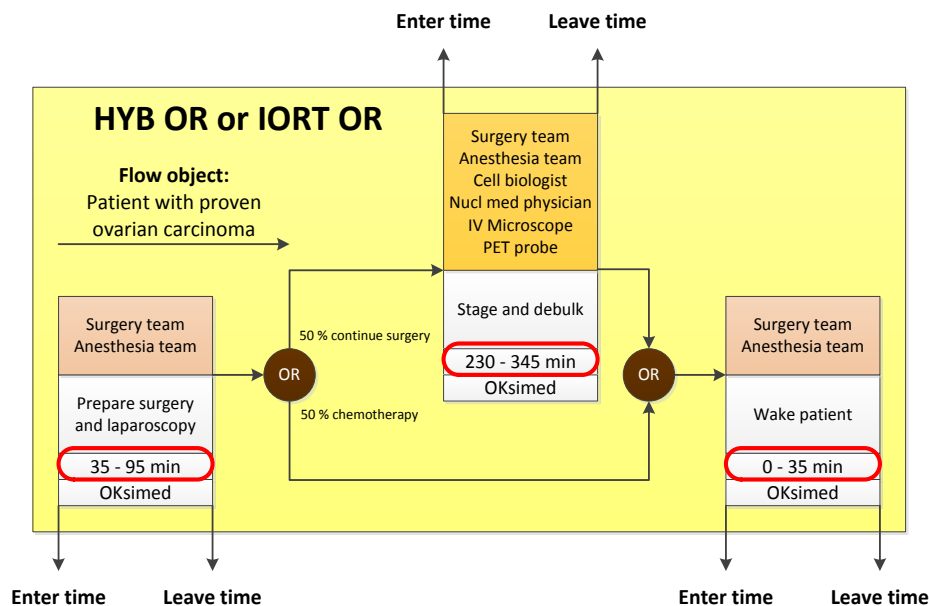 Enter time
Leave time
HYB OR or IORT OR
Flow object:
Patient with proven
ovarian carcinoma
Surgery team
Anesthesia team
Cell biologist
Nucl med physician
IV Microscope
PET probe
Stage and debulk
230 - 345 min
OKsimed
Surgery team
Anesthesia team
Prepare surgery
and laparoscopy
35 - 95 min
OKsimed
OR
50 % continue surgery
50 % chemotherapy
OR
Surgery team
Anesthesia team
Wake patient
0 - 35 min
OKsimed
Enter time
Leave time
Enter time
Leave time